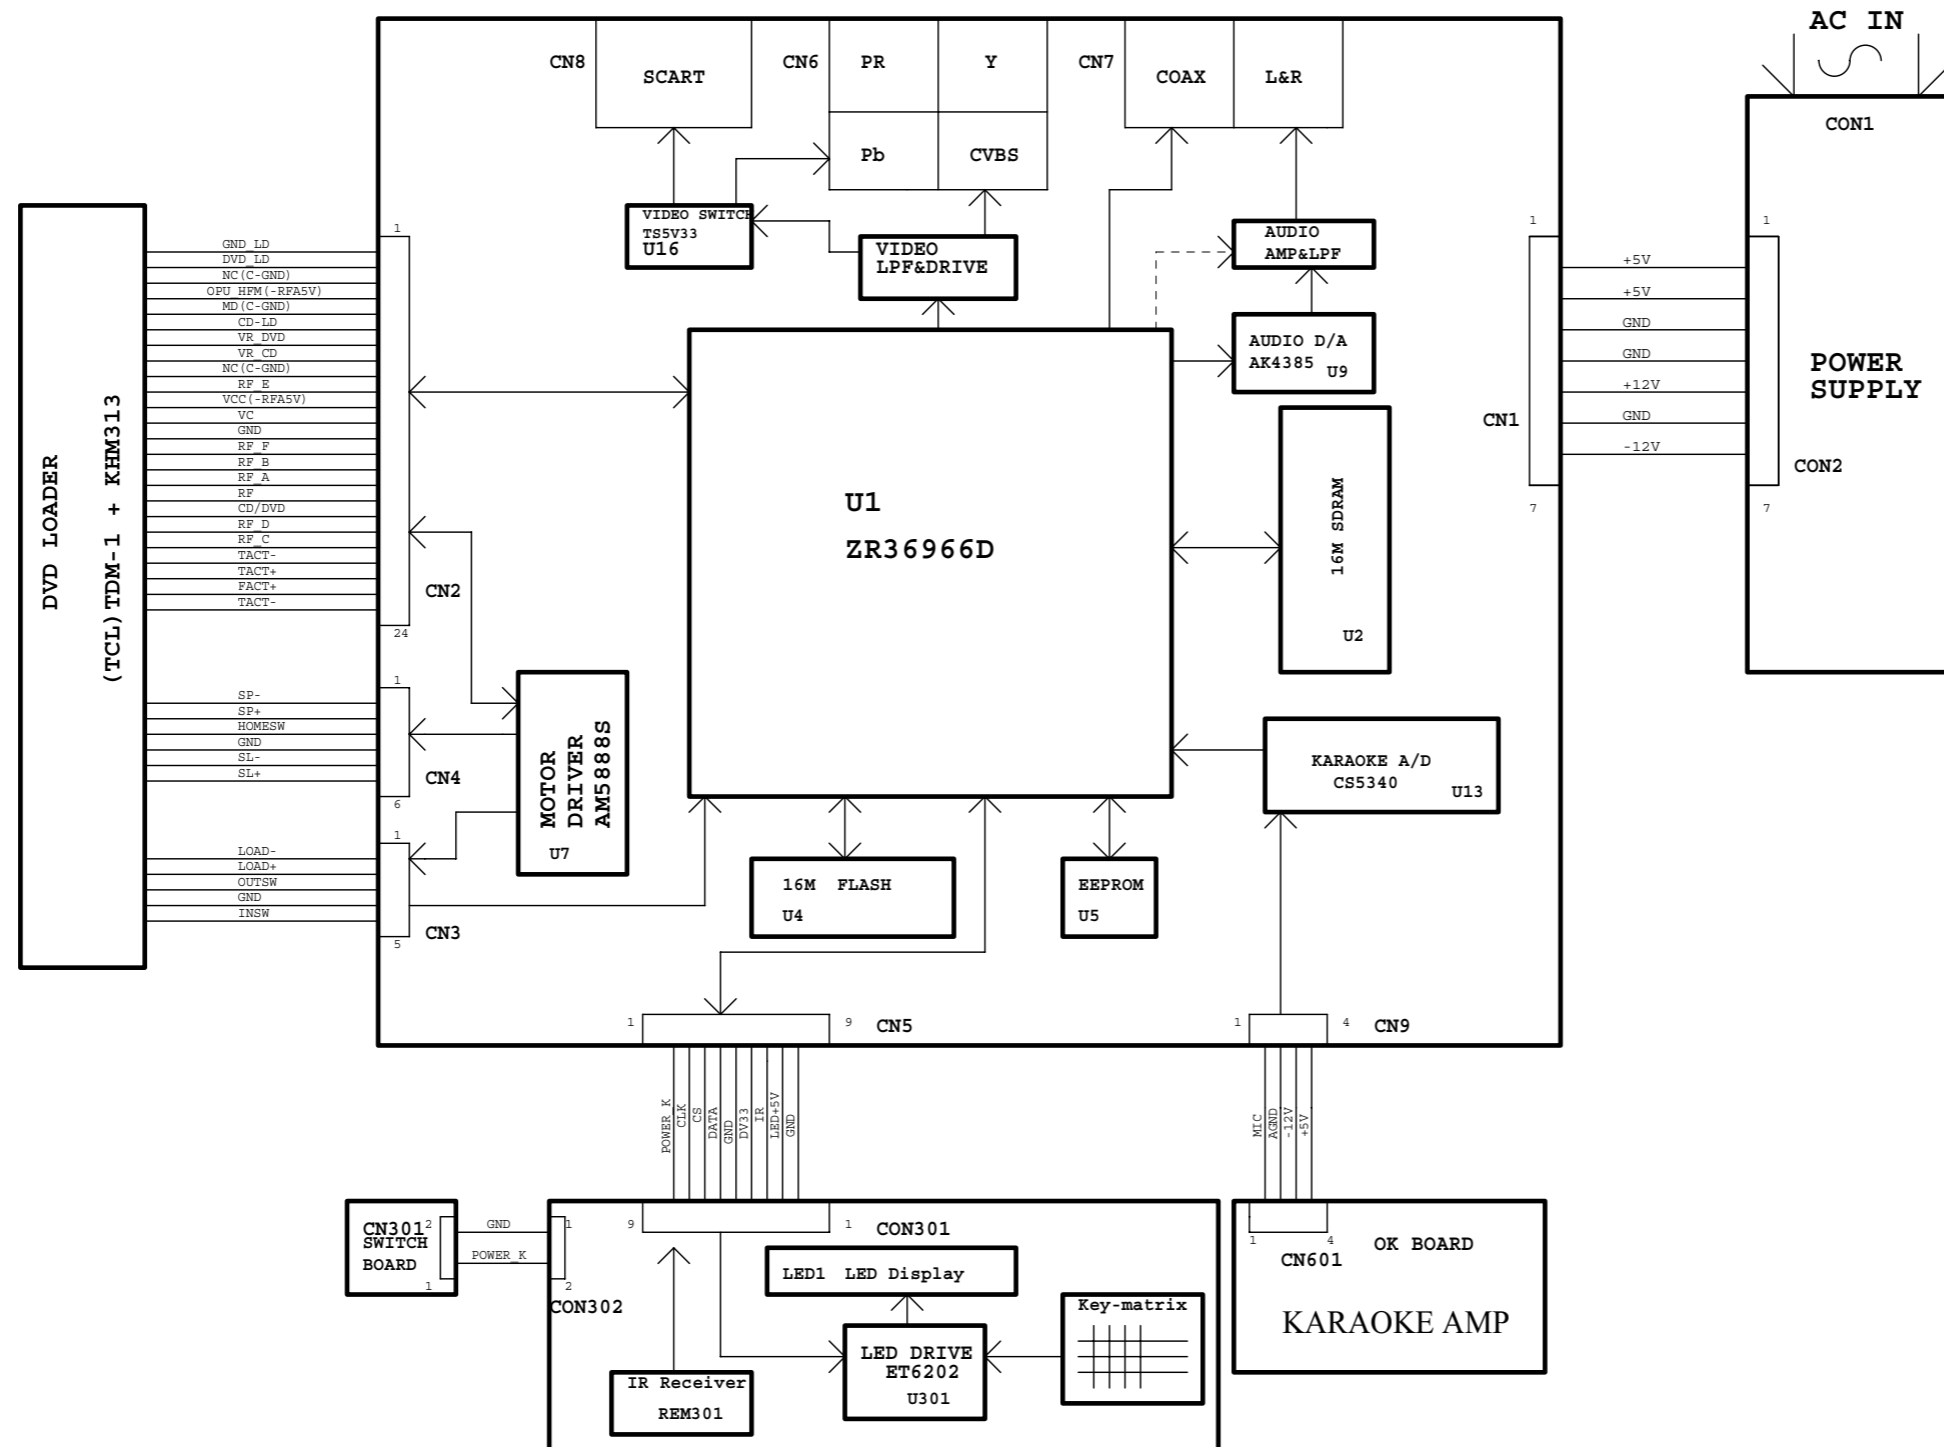 AC IN
CON1
1
CON2
7
POWER
SUPPLY
CN8
SCART
CN6
PR
Y
Pb
CVBS
CN7
COAX
L&R
VIDEO SWITCH
TS5V33
U16
VIDEO
LPF&DRIVE
AUDIO
AMP&LPF
AUDIO D/A
AK4385 U9
1
CN1
7
+5V
+5V
GND
GND
+12V
GND
-12V
DVD LOADER
(TCL)TDM-1 + KHM313
GND_LD
DVD_LD
NC(C-GND)
OPU_HFM(-RFA5V)
MD(C-GND)
CD-LD
VR_DVD
VR_CD
NC(C-GND)
RF_E
VCC(-RFA5V)
VC
GND
RF_F
RF_B
RF_A
RF
CD/DVD
RF_D
RF_C
TACT-
TACT+
FACT+
TACT-
1
CN2
24
SP-
SP+
HOMESW
GND
SL-
SL+
1
CN4
6
LOAD-
LOAD+
OUTSW
GND
INSW
1
CN3
5
MOTOR
DRIVER
AM5888S
U7
U1
ZR36966D
16M SDRAM
U2
KARAOKE A/D
CS5340
U13
16M FLASH
U4
EEPROM
U5
1
9
CN5
1
4
CN9
POWER_K
CLK
CS
DATA
GND
DV33
IR
LED+5V
GND
MIC
AGND
-12V
+5V
CN301
2
SWITCH
BOARD
1
GND
POWER_K
1
2
CON302
9
1
CON301
LED1 LED Display
Key-matrix
LED DRIVE
ET6202
U301
IR Receiver
REM301
1
4
CN601
OK BOARD
KARAOKE AMP